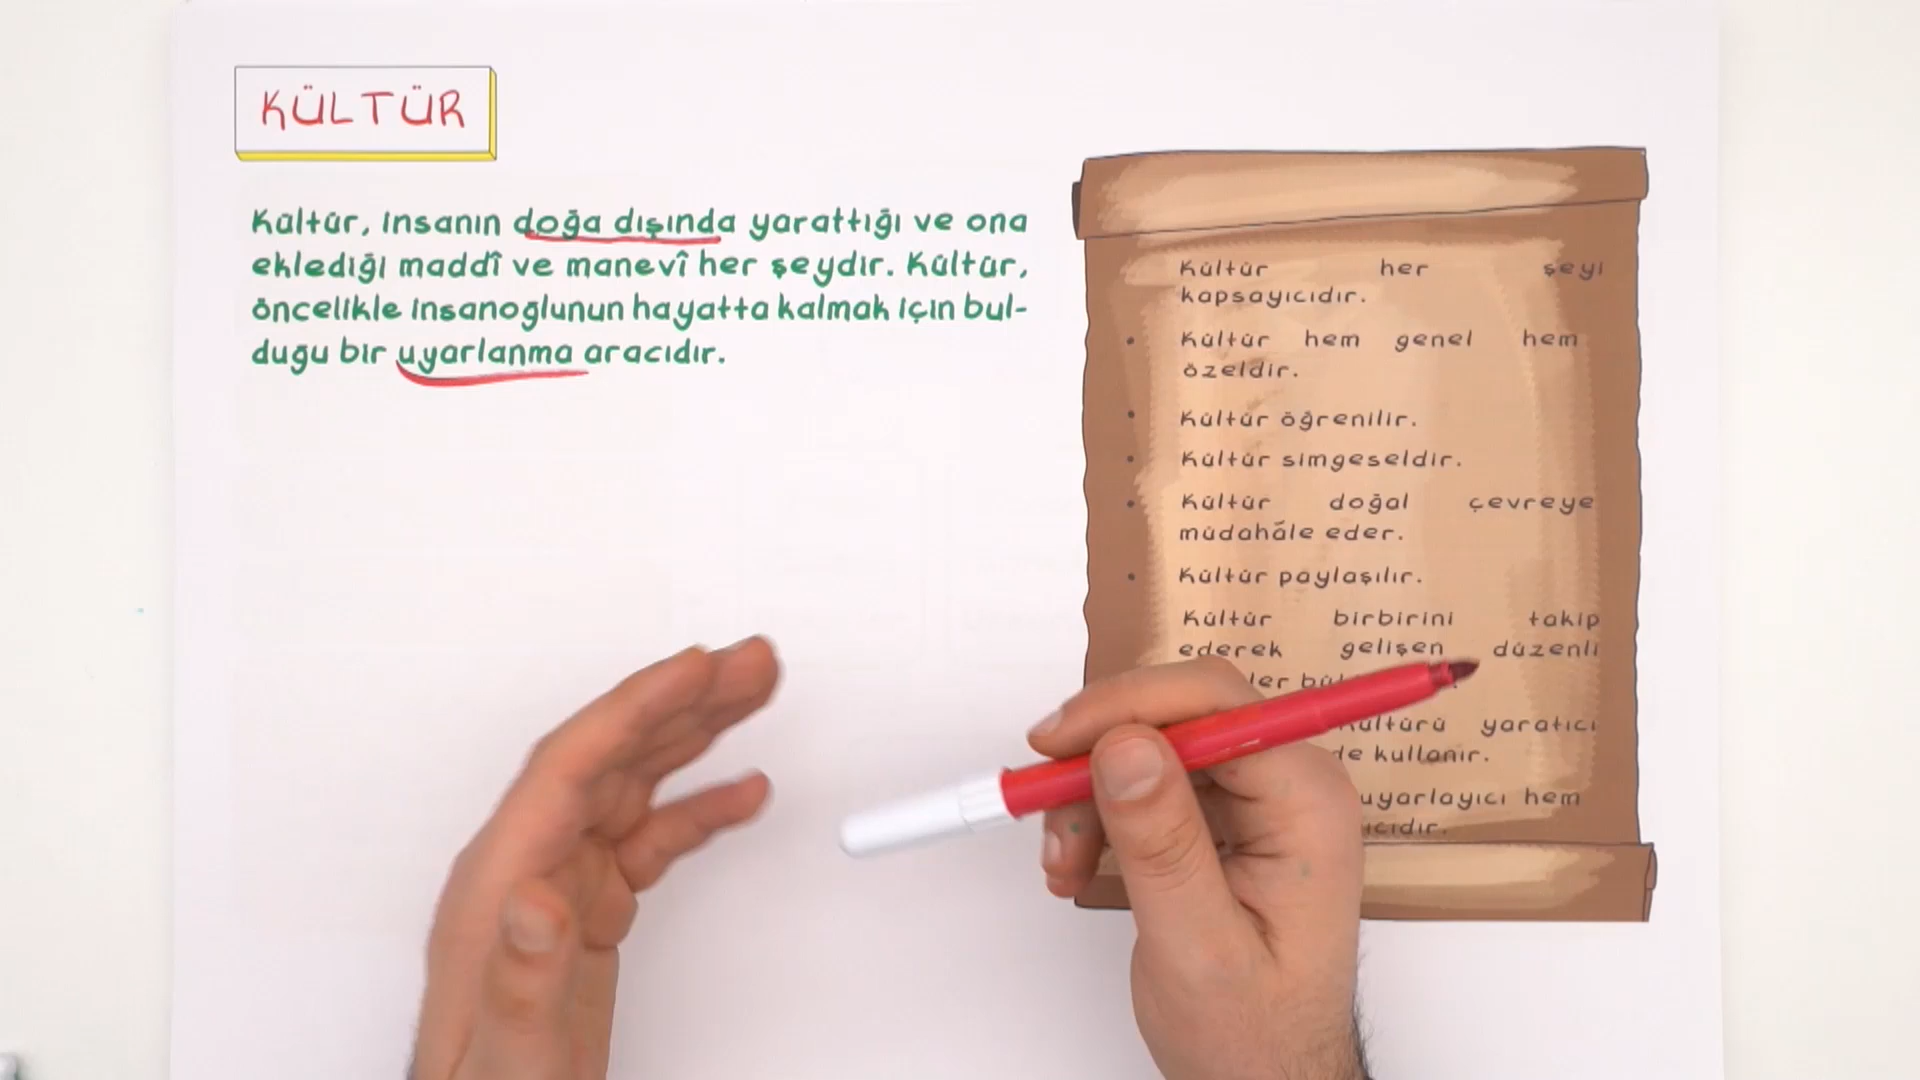 KÜLTÜR
Kültür, insanın doğa dışında yarattığı ve ona
eklediği maddî ve manevî her şeydir. Kültür,
öncelikle insanoğlunun hayatta kalmak için bul-
duğu bir uyarlanma aracıdır.
Kültür her şeyi
kapsayıcıdır.
• Kültür hem genel hem
özeldir.
• Kültür öğrenilir.
• Kültür simgeseldir.
• Kültür doğal çevreye
müdahâle eder.
• Kültür paylaşılır.
Kültür birbirini takip
ederek gelişen düzenli
kültürü yaratıcı
kullanır.
uyarlayıcı hem